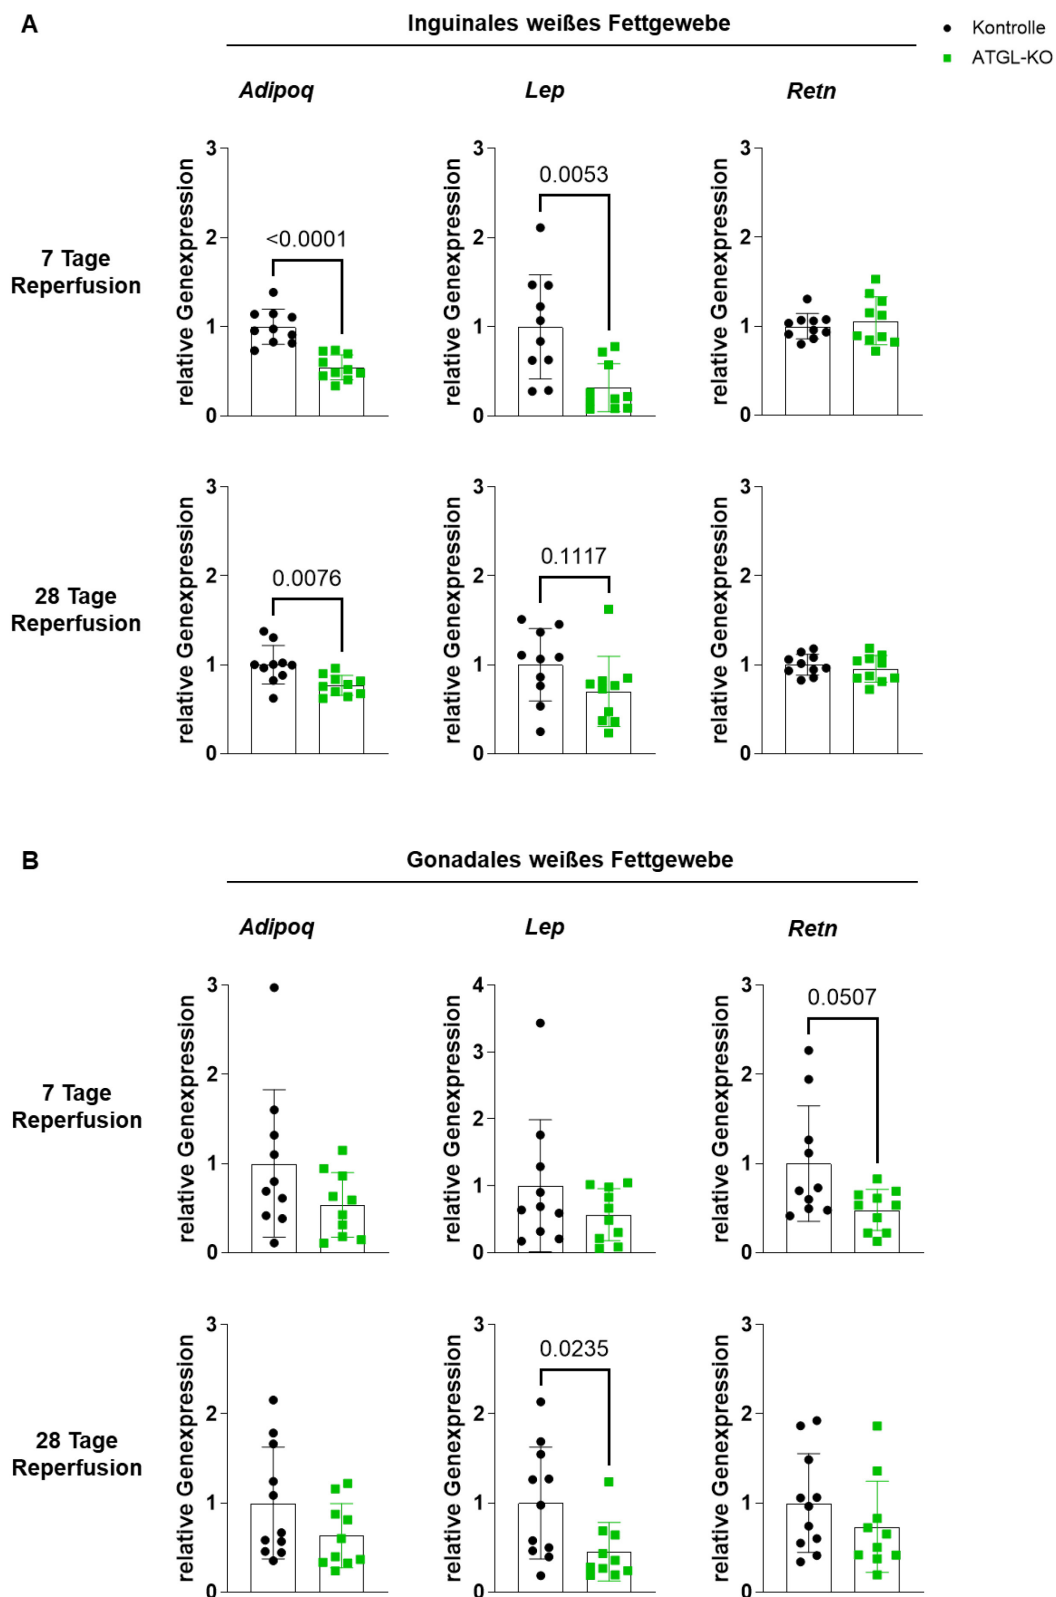 A
Inguinales weißes Fettgewebe
Kontrolle
ATGL-KO
Adipoq
Lep
Retn
7 Tage
Reperfusion
relative Genexpression
3
2
1
0
<0.0001
relative Genexpression
3
2
1
0
0.0053
relative Genexpression
3
2
1
0
28 Tage
Reperfusion
relative Genexpression
3
2
1
0
0.0076
relative Genexpression
3
2
1
0
0.1117
relative Genexpression
3
2
1
0
B
Gonadales weißes Fettgewebe
Adipoq
Lep
Retn
7 Tage
Reperfusion
relative Genexpression
3
2
1
0
relative Genexpression
4
3
2
1
0
relative Genexpression
3
2
1
0
0.0507
28 Tage
Reperfusion
relative Genexpression
3
2
1
0
relative Genexpression
3
2
1
0
0.0235
relative Genexpression
3
2
1
0